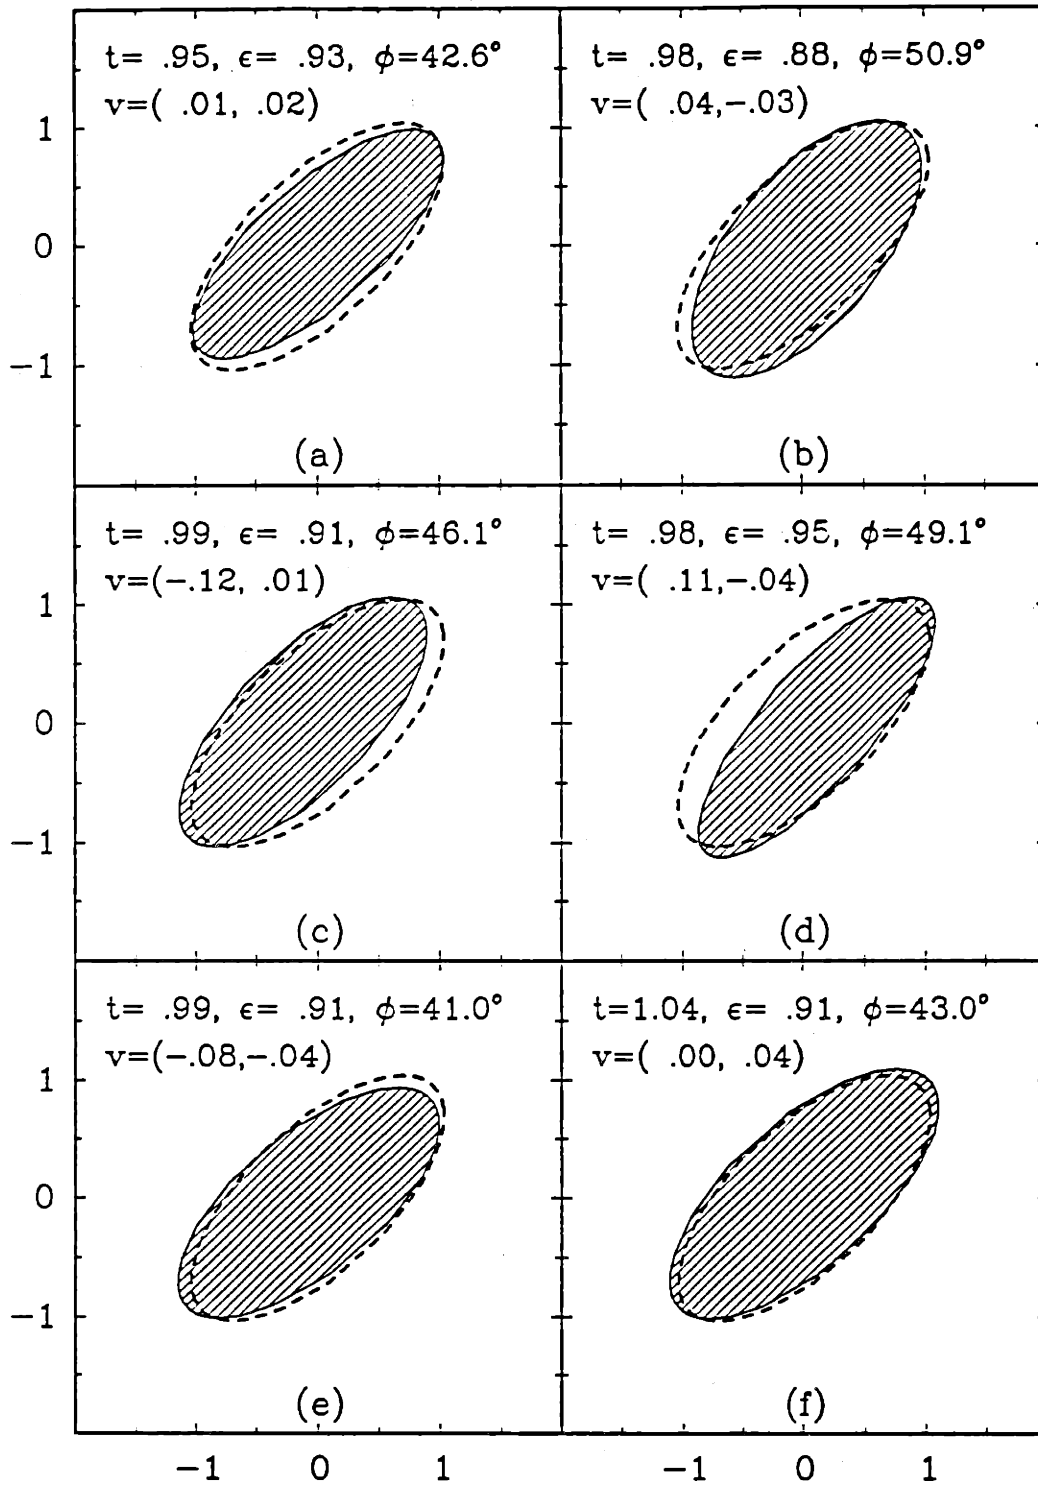 t= .95, ϵ= .93, ϕ=42.6°
v=( .01, .02)
t= .98, ϵ= .88, ϕ=50.9°
v=( .04,-.03)
1
0
-1
(a)
(b)
t= .99, ϵ= .91, ϕ=46.1°
v=(-.12, .01)
t= .98, ϵ= .95, ϕ=49.1°
v=( .11,-.04)
1
0
-1
(c)
(d)
t= .99, ϵ= .91, ϕ=41.0°
v=(-.08,-.04)
t=1.04, ϵ= .91, ϕ=43.0°
v=( .00, .04)
1
0
-1
(e)
(f)
-1 0 1
-1 0 1